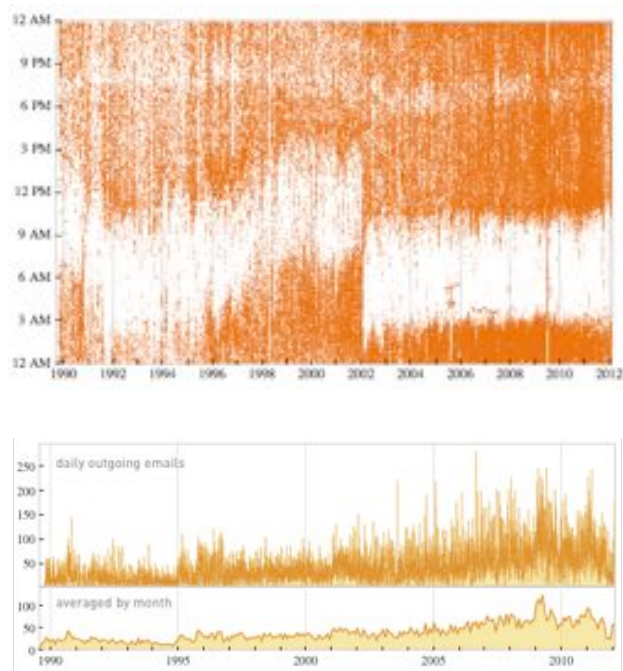 12 AM
9 PM
6 PM
3 PM
12 PM
9 AM
6 AM
3 AM
12 AM
1990 1992 1994 1996 1998 2000 2002 2004 2006 2008 2010 2012
daily outgoing emails
250
200
150
100
50
averaged by month
100
50
0
1990 1995 2000 2005 2010